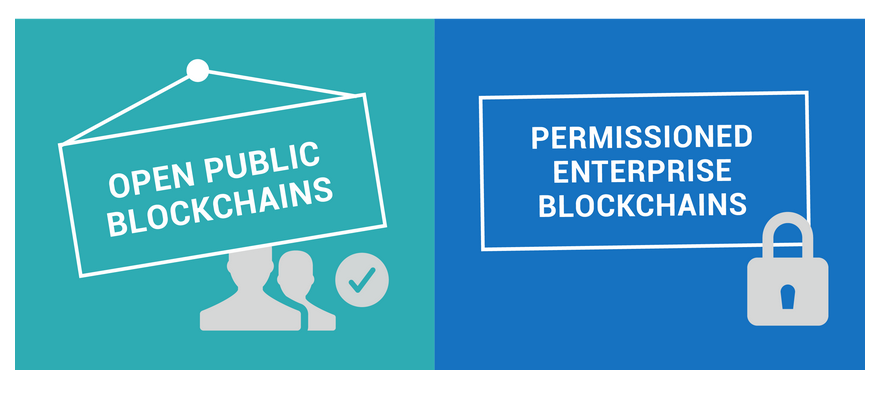 OPEN PUBLIC
BLOCKCHAINS
PERMISSIONED
ENTERPRISE
BLOCKCHAINS